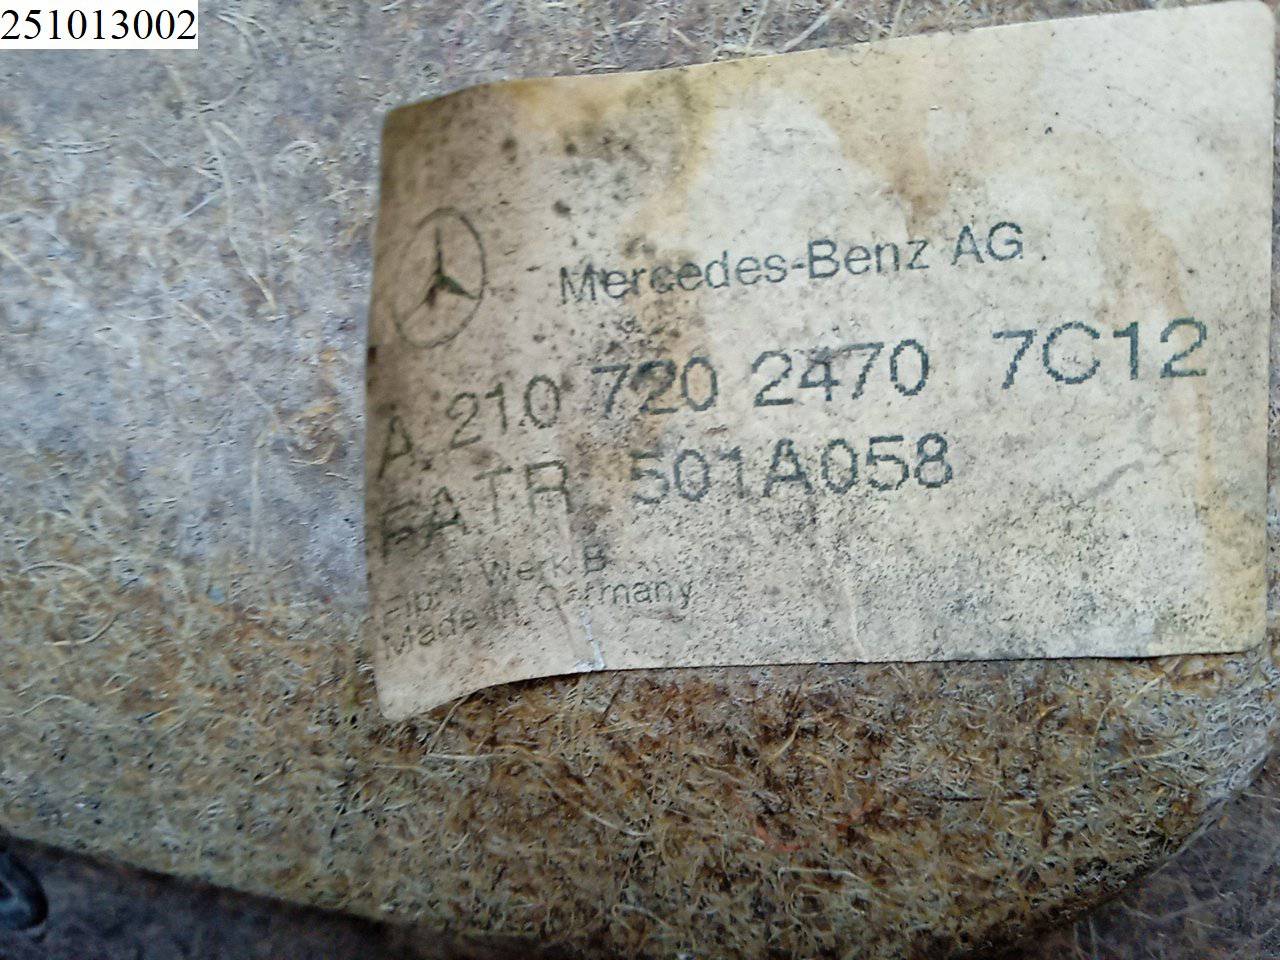 251013002
Mercedes-Benz AG
A 210 720 2470 7C12
FATR 501A058
Werk B
Made in Germany